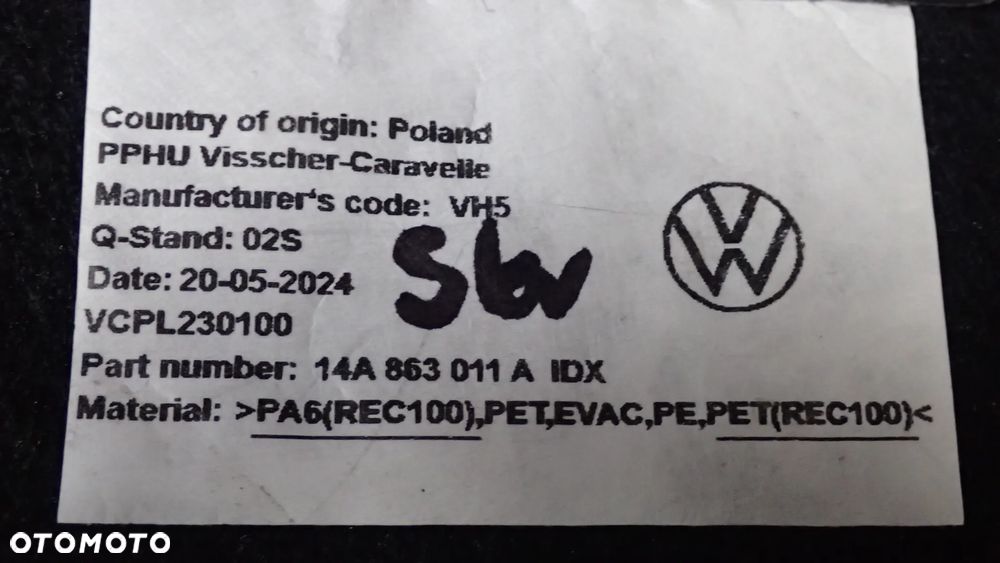 Country of origin: Poland
PPHU Visscher-Caravelle
Manufacturer's code: VH5
Q-Stand: 02S
Date: 20-05-2024
VCPL230100
Part number: 14A 863 011 A IDX
Material: >PA6(REC100),PET,EVAC,PE,PET(REC100)<
OTOMOTO